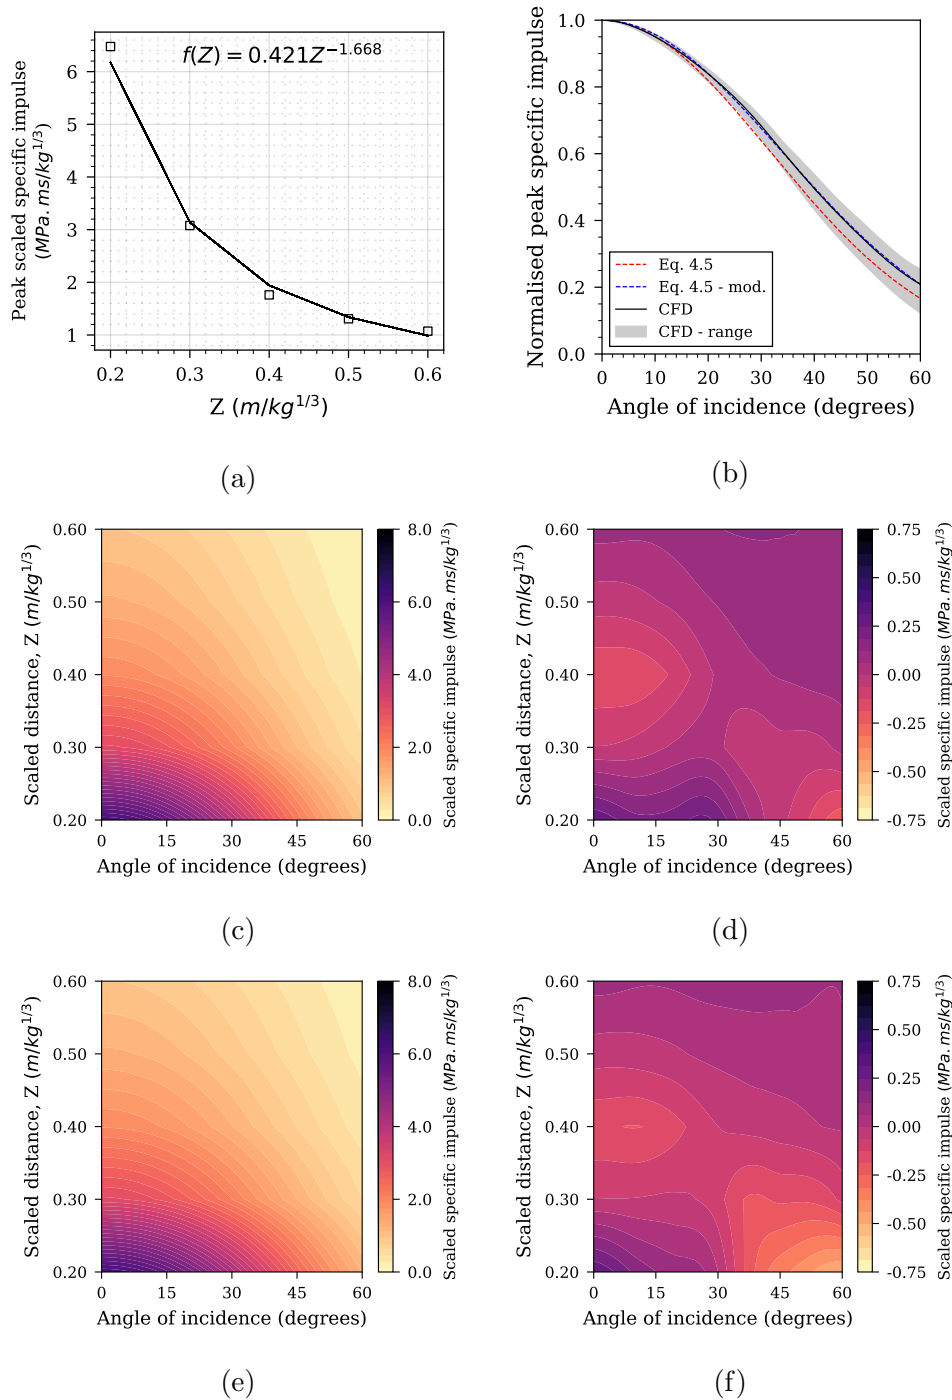 f(Z) = 0.421Z^{-1.668}
Peak scaled specific impulse
(MPa.ms/kg^{1/3})
6
5
4
3
2
1
0.2 0.3 0.4 0.5 0.6
Z (m/kg^{1/3})
(a)
Normalised peak specific impulse
1.0
0.8
0.6
0.4
0.2
0.0
Eq. 4.5
Eq. 4.5 - mod.
CFD
CFD - range
0 10 20 30 40 50 60
Angle of incidence (degrees)
(b)
Scaled distance, Z (m/kg^{1/3})
0.60
0.50
0.40
0.30
0.20
0 15 30 45 60
Angle of incidence (degrees)
8.0
6.0
4.0
2.0
0.0
Scaled specific impulse (MPa.ms/kg^{1/3})
(c)
Scaled distance, Z (m/kg^{1/3})
0.60
0.50
0.40
0.30
0.20
0 15 30 45 60
Angle of incidence (degrees)
0.75
0.50
0.25
0.00
-0.25
-0.50
-0.75
Scaled specific impulse (MPa.ms/kg^{1/3})
(d)
Scaled distance, Z (m/kg^{1/3})
0.60
0.50
0.40
0.30
0.20
0 15 30 45 60
Angle of incidence (degrees)
8.0
6.0
4.0
2.0
0.0
Scaled specific impulse (MPa.ms/kg^{1/3})
(e)
Scaled distance, Z (m/kg^{1/3})
0.60
0.50
0.40
0.30
0.20
0 15 30 45 60
Angle of incidence (degrees)
0.75
0.50
0.25
0.00
-0.25
-0.50
-0.75
Scaled specific impulse (MPa.ms/kg^{1/3})
(f)